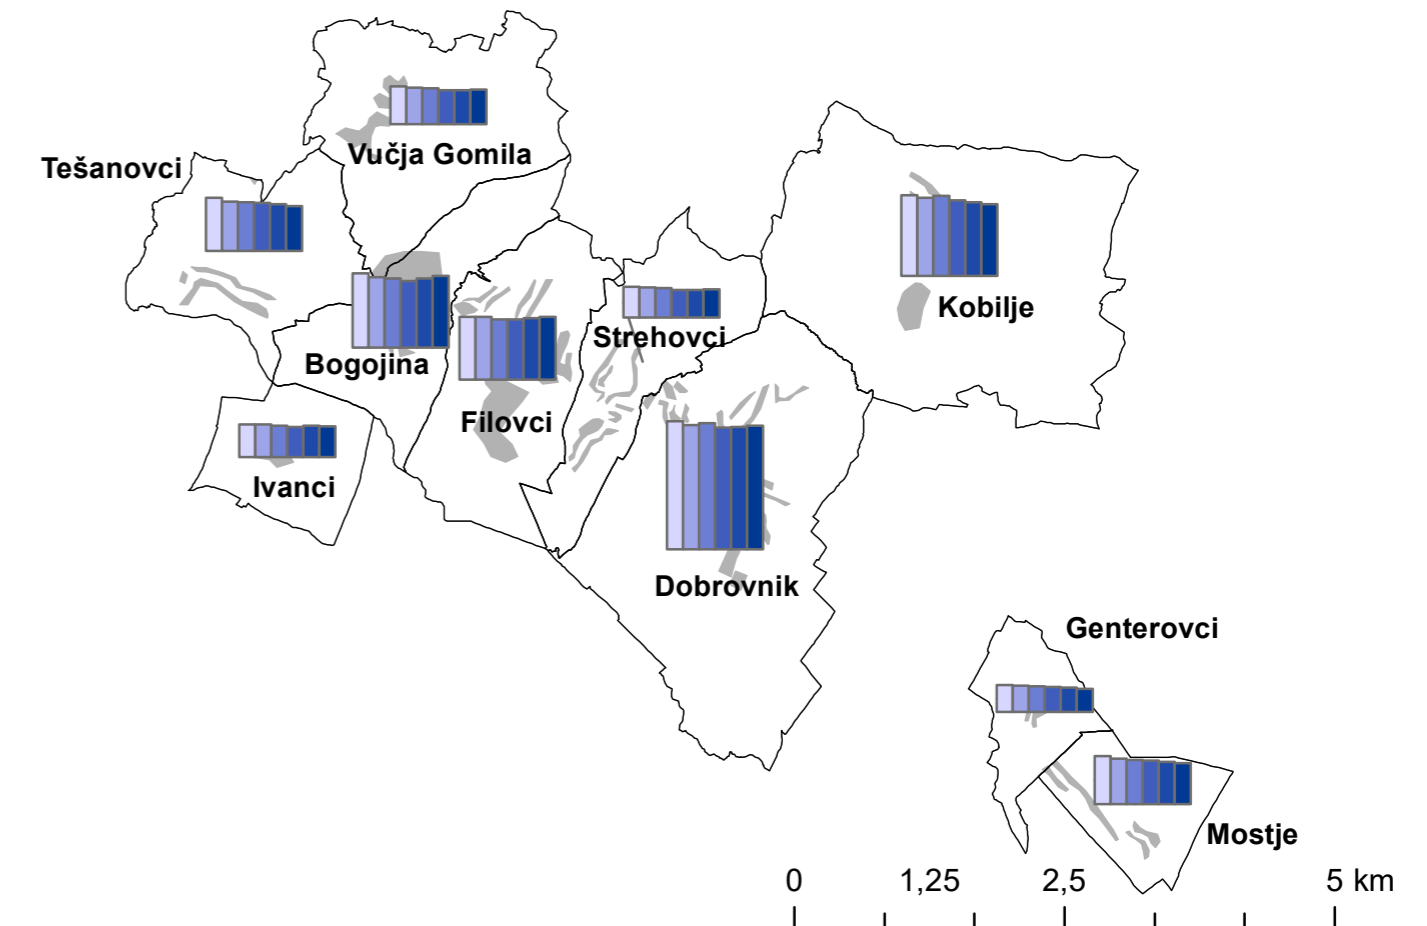 Vučja Gomila
Tešanovci
Kobilje
Strehovci
Bogojina
Filovci
Ivanci
Dobrovnik
Genterovci
Mostje
0 1,25 2,5 5 km